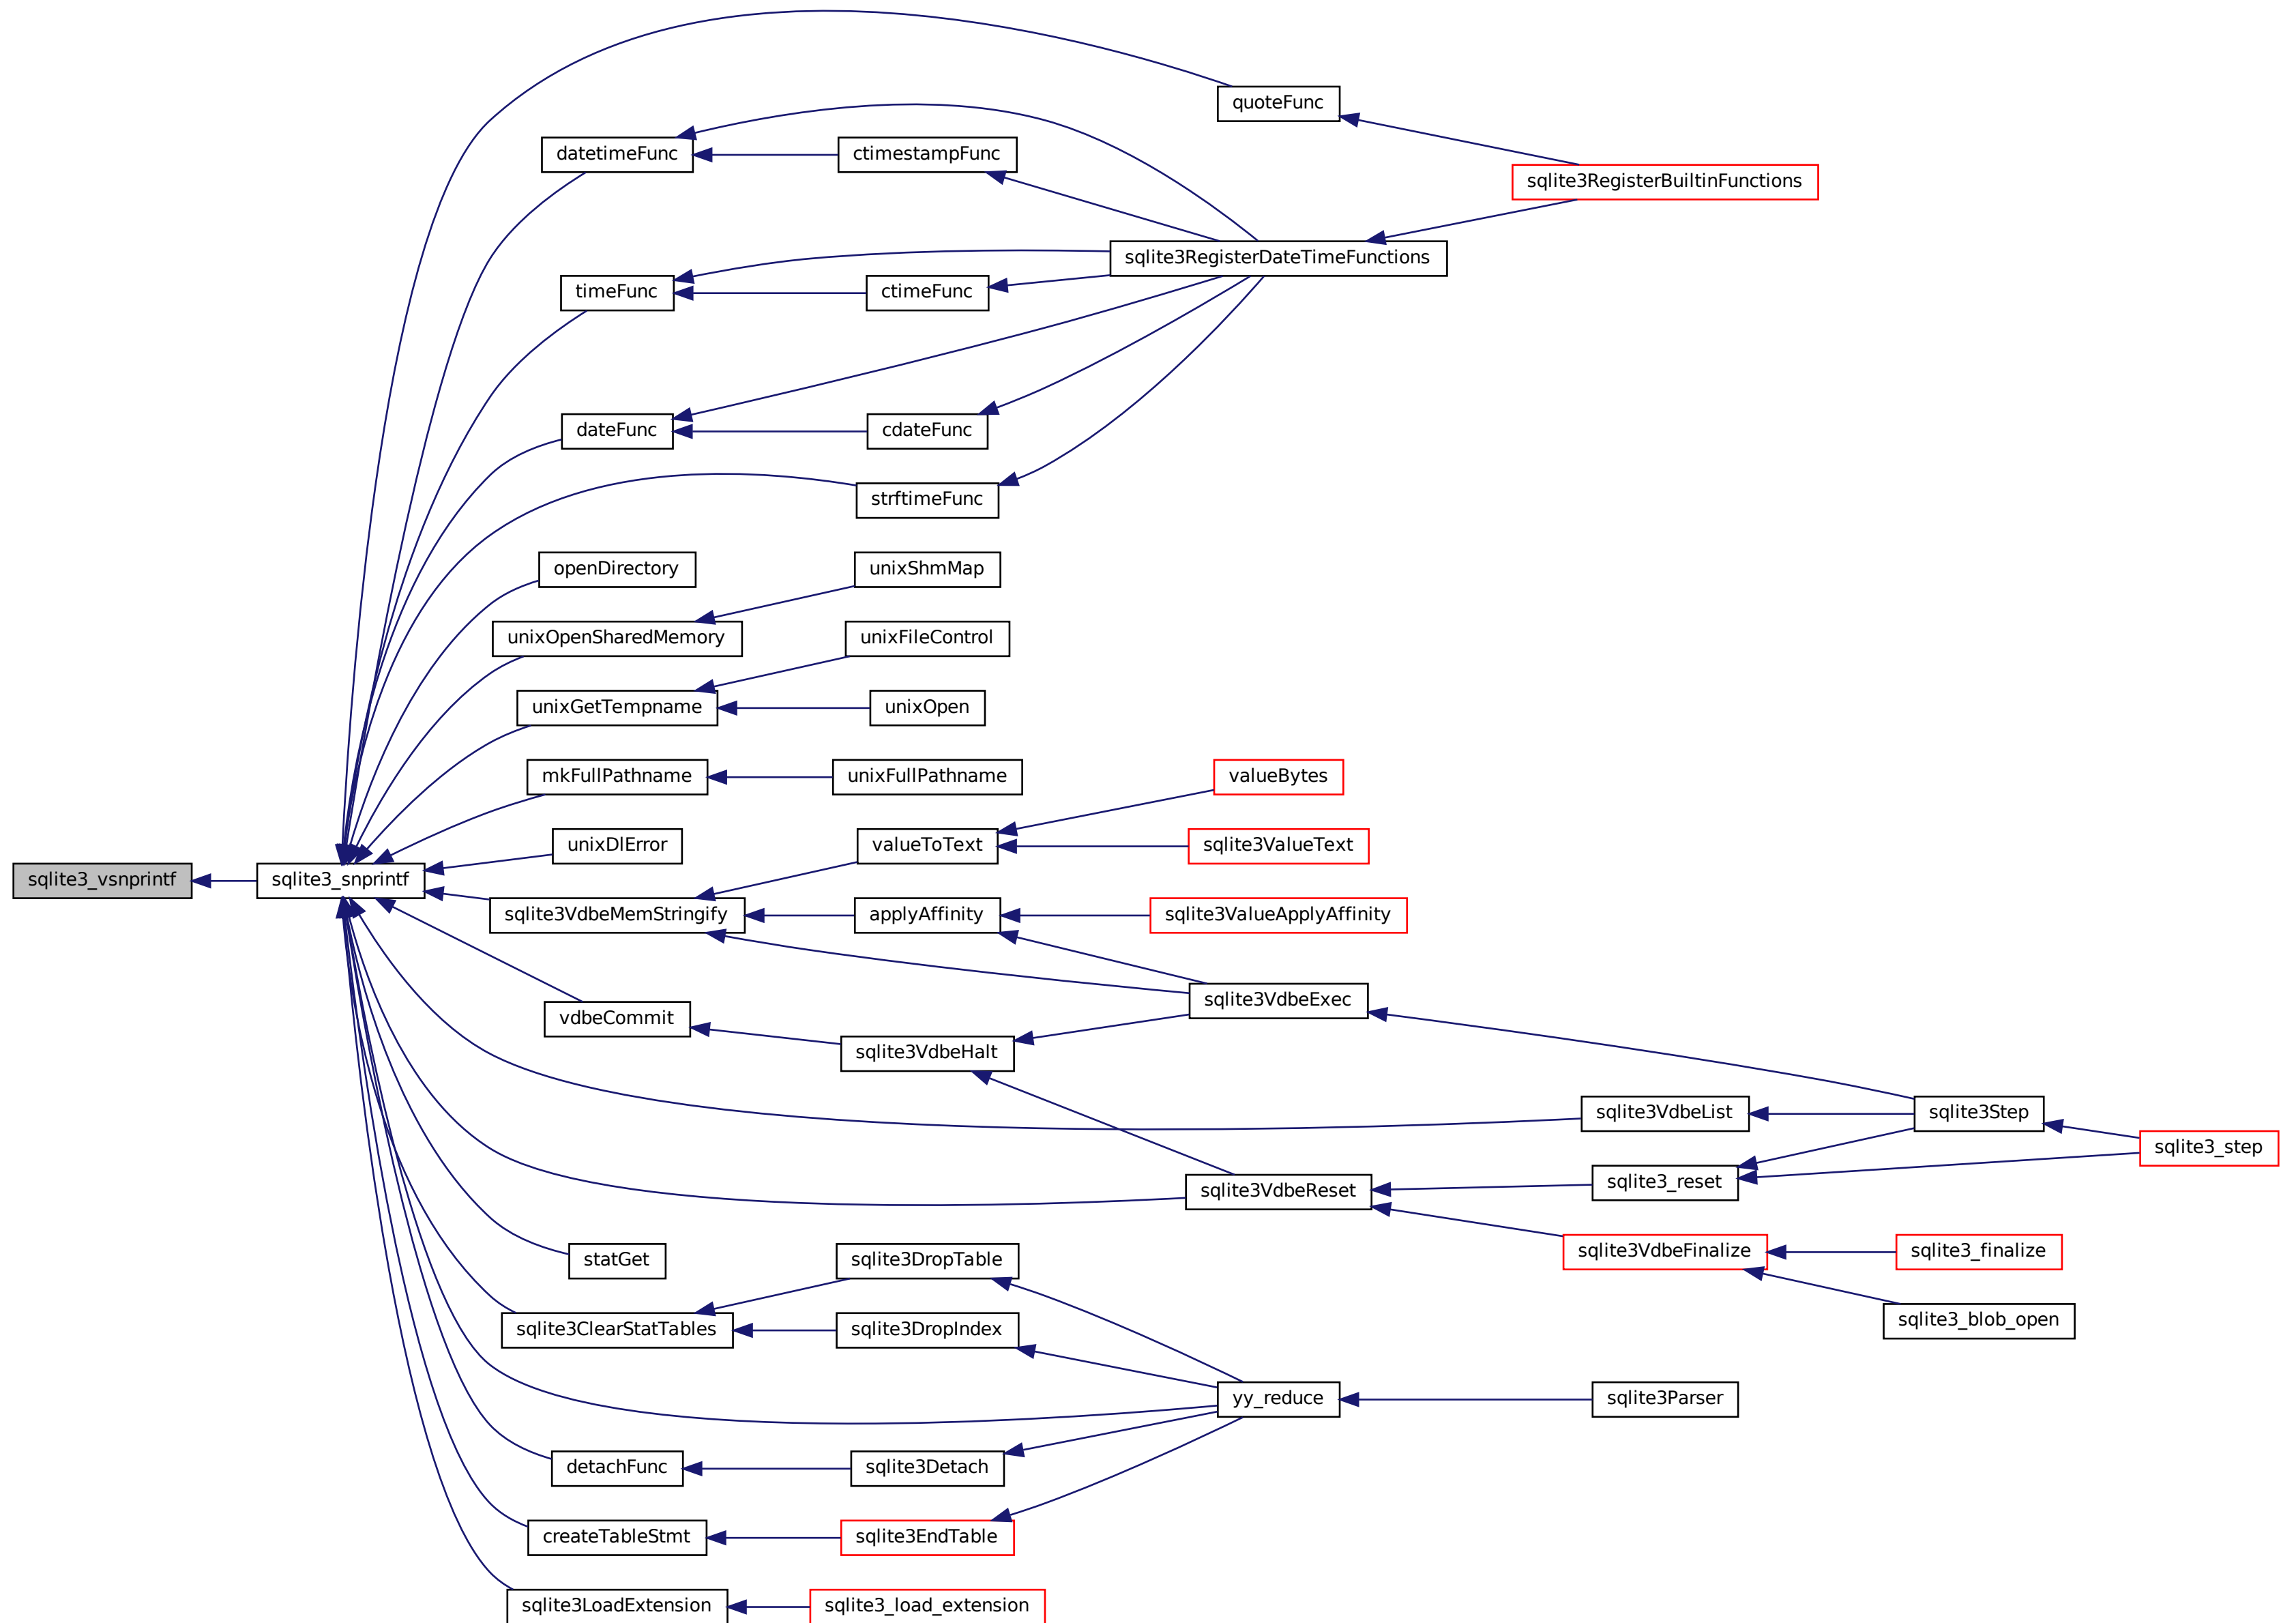 quoteFunc
datetimeFunc
ctimestampFunc
sqlite3RegisterBuiltinFunctions
sqlite3RegisterDateTimeFunctions
timeFunc
ctimeFunc
dateFunc
cdateFunc
strftimeFunc
openDirectory
unixShmMap
unixOpenSharedMemory
unixFileControl
unixGetTempname
unixOpen
mkFullPathname
unixFullPathname
valueBytes
unixDlError
valueToText
sqlite3ValueText
sqlite3_vsnprintf
sqlite3_snprintf
sqlite3VdbeMemStringify
applyAffinity
sqlite3ValueApplyAffinity
sqlite3VdbeExec
vdbeCommit
sqlite3VdbeHalt
sqlite3VdbeList
sqlite3Step
sqlite3_step
sqlite3_reset
sqlite3VdbeReset
statGet
sqlite3DropTable
sqlite3VdbeFinalize
sqlite3_finalize
sqlite3_blob_open
sqlite3ClearStatTables
sqlite3DropIndex
yy_reduce
sqlite3Parser
detachFunc
sqlite3Detach
createTableStmt
sqlite3EndTable
sqlite3LoadExtension
sqlite3_load_extension